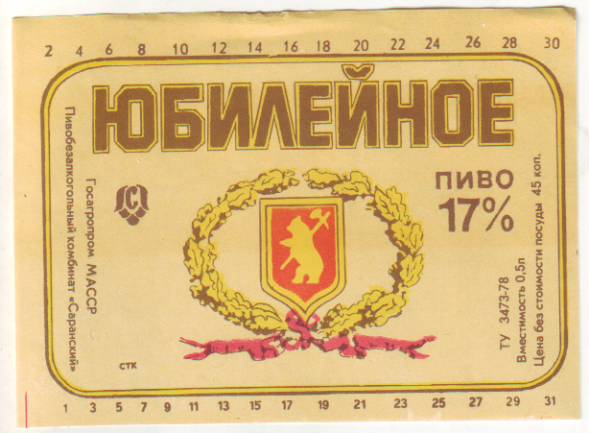 2 4 6 8 10 12 14 16 18 20 22 24 26 28 30
ЮБИЛЕЙНОЕ
Пивобезалкогольный комбинат «Саранский»
Госагропром МАССР
С
ПИВО
17%
ТУ 3473-78
Вместимость 0,5л
Цена без стоимости посуды 45 коп.
СТК
1 3 5 7 9 11 13 15 17 19 21 23 25 27 29 31